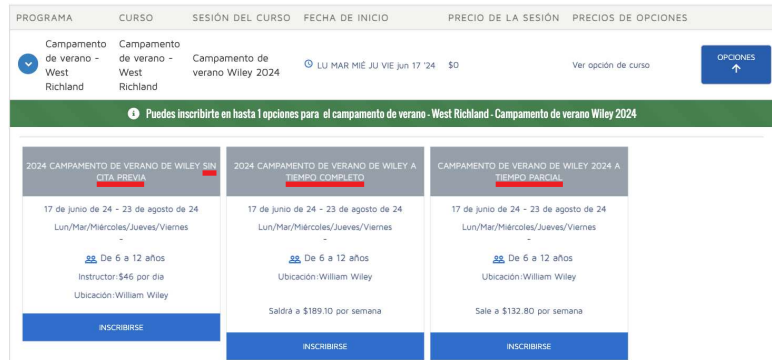 PROGRAMA CURSO SESIÓN DEL CURSO FECHA DE INICIO PRECIO DE LA SESIÓN PRECIOS DE OPCIONES
Campamento de verano - West Richland
Campamento de verano - West Richland
Campamento de verano Wiley 2024
LU MAR MIÉ JU VIE jun 17 '24
$0
Ver opción de curso
OPCIONES
Puedes inscribirte en hasta 1 opciones para el campamento de verano - West Richland - Campamento de verano Wiley 2024
2024 CAMPAMENTO DE VERANO DE WILEY SIN
CITA PREVIA
17 de junio de 24 - 23 de agosto de 24
Lun/Mar/Miércoles/Jueves/Viernes
-
De 6 a 12 años
Instructor:$46 por dia
Ubicación:William Wiley
INSCRIBIRSE
2024 CAMPAMENTO DE VERANO DE WILEY A
TIEMPO COMPLETO
17 de junio de 24 - 23 de agosto de 24
Lun/Mar/Miércoles/Jueves/Viernes
-
De 6 a 12 años
Ubicación:William Wiley
Saldrá a $189.10 por semana
INSCRIBIRSE
CAMPAMENTO DE VERANO DE WILEY 2024 A
TIEMPO PARCIAL
17 de junio de 24 - 23 de agosto de 24
Lun/Mar/Miércoles/Jueves/Viernes
-
De 6 a 12 años
Ubicación:William Wiley
Sale a $132.80 por semana
INSCRIBIRSE